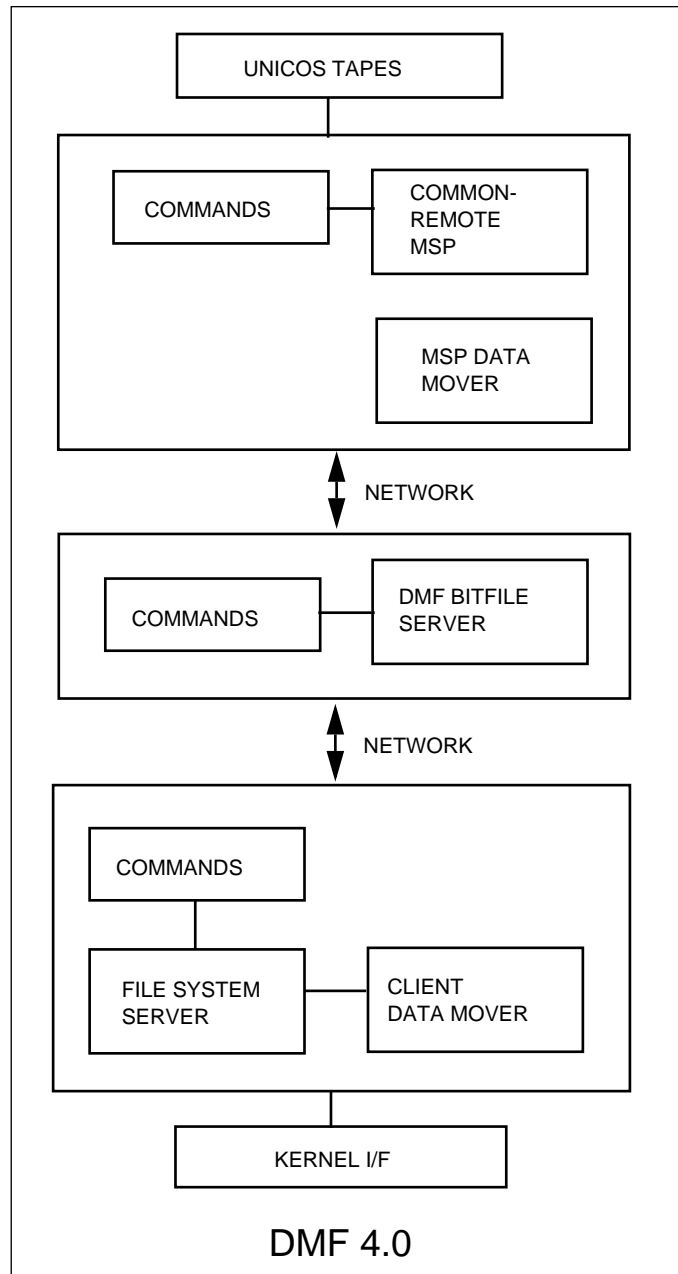 UNICOS TAPES
COMMANDS
COMMON-
REMOTE
MSP
MSP DATA
MOVER
NETWORK
COMMANDS
DMF BITFILE
SERVER
NETWORK
COMMANDS
FILE SYSTEM
SERVER
CLIENT
DATA MOVER
KERNEL I/F
DMF 4.0